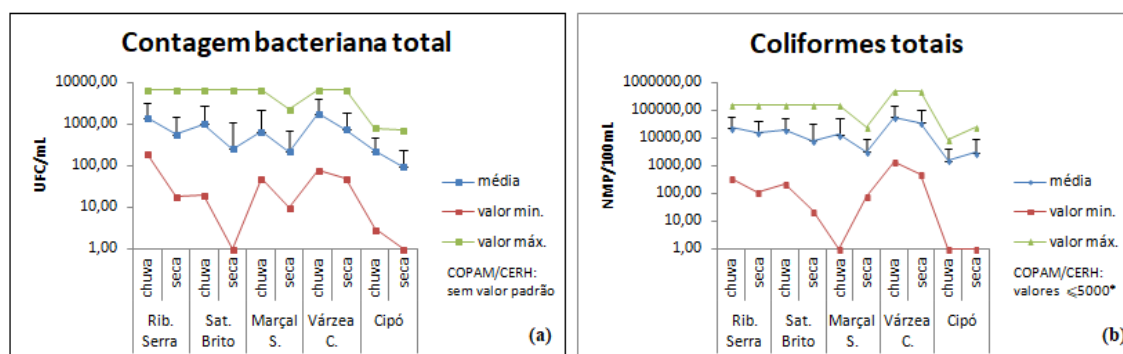 Contagem bacteriana total
UFC/mL
10000,00
1000,00
100,00
10,00
1,00
média
valor min.
valor máx.
chuva seca chuva seca chuva seca chuva seca chuva seca
Rib. Serra
Sat. Brito
Marçal S.
Várzea C.
Cipó
COPAM/CERH:
sem valor padrão
(a)
Coliformes totais
NMP/100mL
1000000,00
100000,00
10000,00
1000,00
100,00
10,00
1,00
média
valor min.
valor máx.
chuva seca chuva seca chuva seca chuva seca chuva seca
Rib. Serra
Sat. Brito
Marçal S.
Várzea C.
Cipó
COPAM/CERH:
valores ⩽5000*
(b)